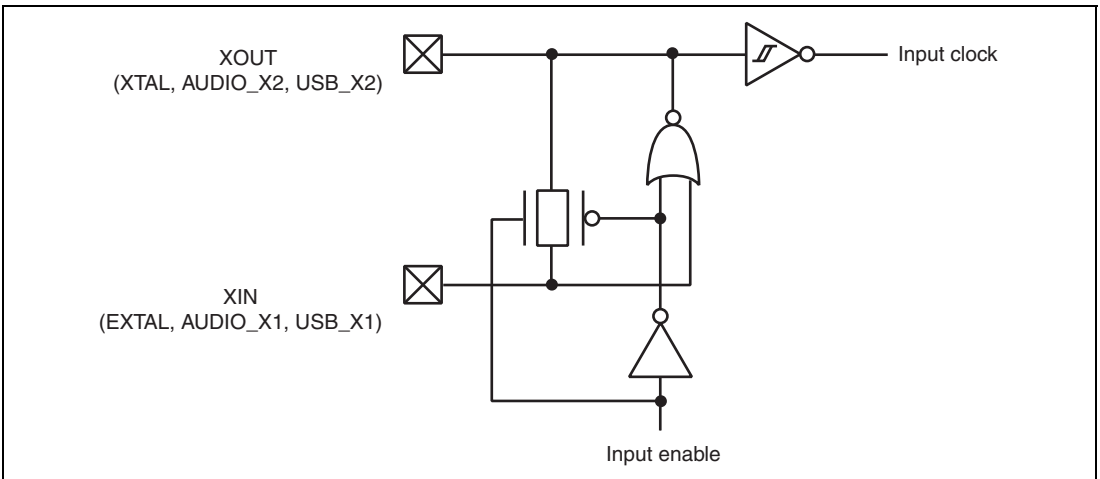 XOUT
(XTAL, AUDIO_X2, USB_X2)
Input clock
XIN
(EXTAL, AUDIO_X1, USB_X1)
Input enable